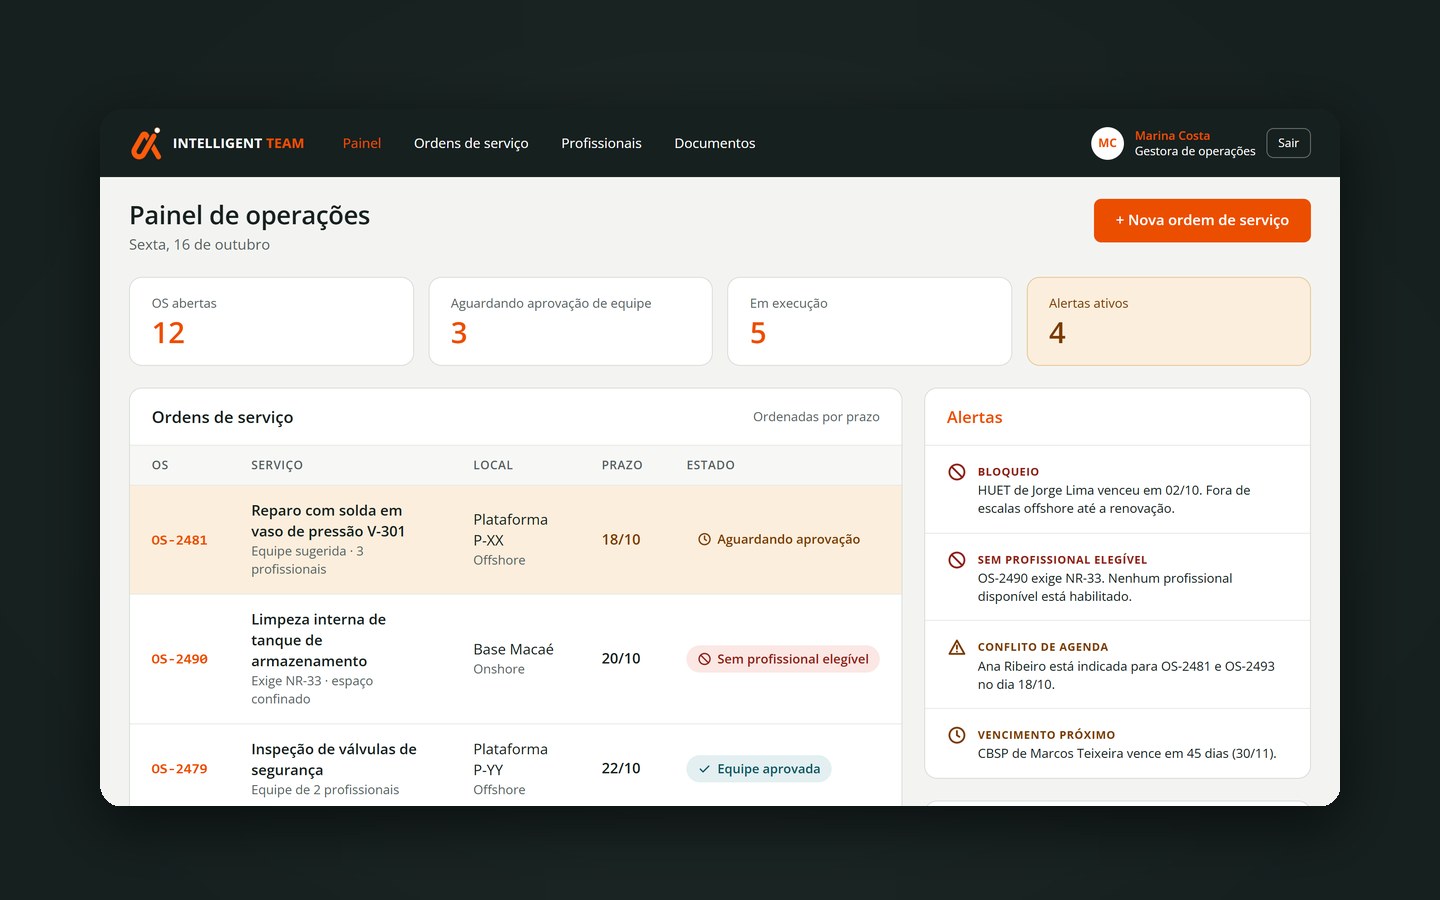 INTELLIGENT TEAM
Painel
Ordens de serviço
Profissionais
Documentos
MC
Marina Costa
Gestora de operações
Sair
Painel de operações
Sexta, 16 de outubro
+ Nova ordem de serviço
OS abertas
12
Aguardando aprovação de equipe
3
Em execução
5
Alertas ativos
4
Ordens de serviço
Ordenadas por prazo
OS
SERVIÇO
LOCAL
PRAZO
ESTADO
OS-2481
Reparo com solda em
vaso de pressão V-301
Equipe sugerida · 3
profissionais
Plataforma
P-XX
Offshore
18/10
Aguardando aprovação
OS-2490
Limpeza interna de
tanque de
armazenamento
Exige NR-33 · espaço
confinado
Base Macaé
Onshore
20/10
Sem profissional elegível
OS-2479
Inspeção de válvulas de
segurança
Equipe de 2 profissionais
Plataforma
P-YY
Offshore
22/10
Equipe aprovada
Alertas
BLOQUEIO
HUET de Jorge Lima venceu em 02/10. Fora de
escalas offshore até a renovação.
SEM PROFISSIONAL ELEGÍVEL
OS-2490 exige NR-33. Nenhum profissional
disponível está habilitado.
CONFLITO DE AGENDA
Ana Ribeiro está indicada para OS-2481 e OS-2493
no dia 18/10.
VENCIMENTO PRÓXIMO
CBSP de Marcos Teixeira vence em 45 dias (30/11).